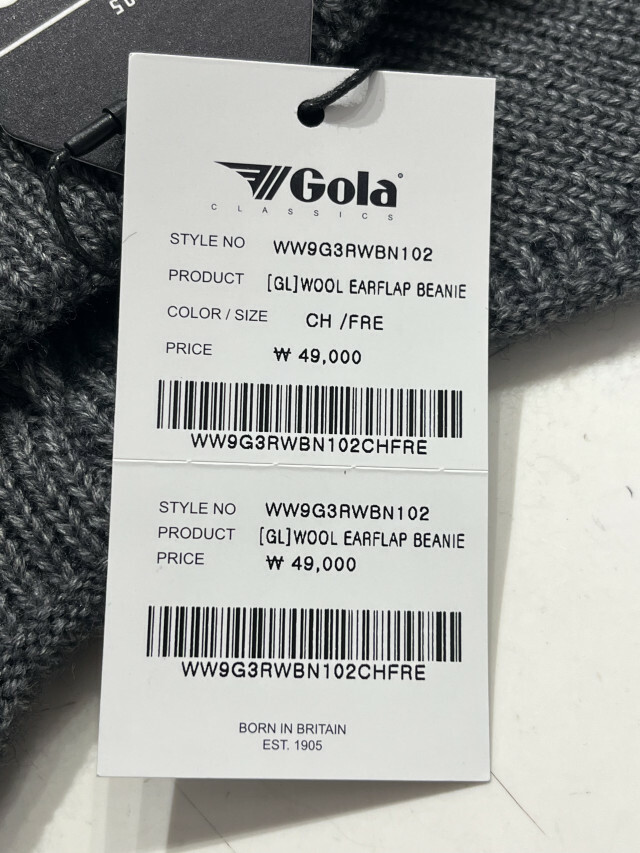 05
Gola
CLASSICS
STYLE NO WW9G3RWBN102
PRODUCT [GL]WOOL EARFLAP BEANIE
COLOR / SIZE CH /FRE
PRICE ₩ 49,000
WW9G3RWBN102CHFRE
STYLE NO WW9G3RWBN102
PRODUCT [GL]WOOL EARFLAP BEANIE
PRICE ₩ 49,000
WW9G3RWBN102CHFRE
BORN IN BRITAIN
EST. 1905